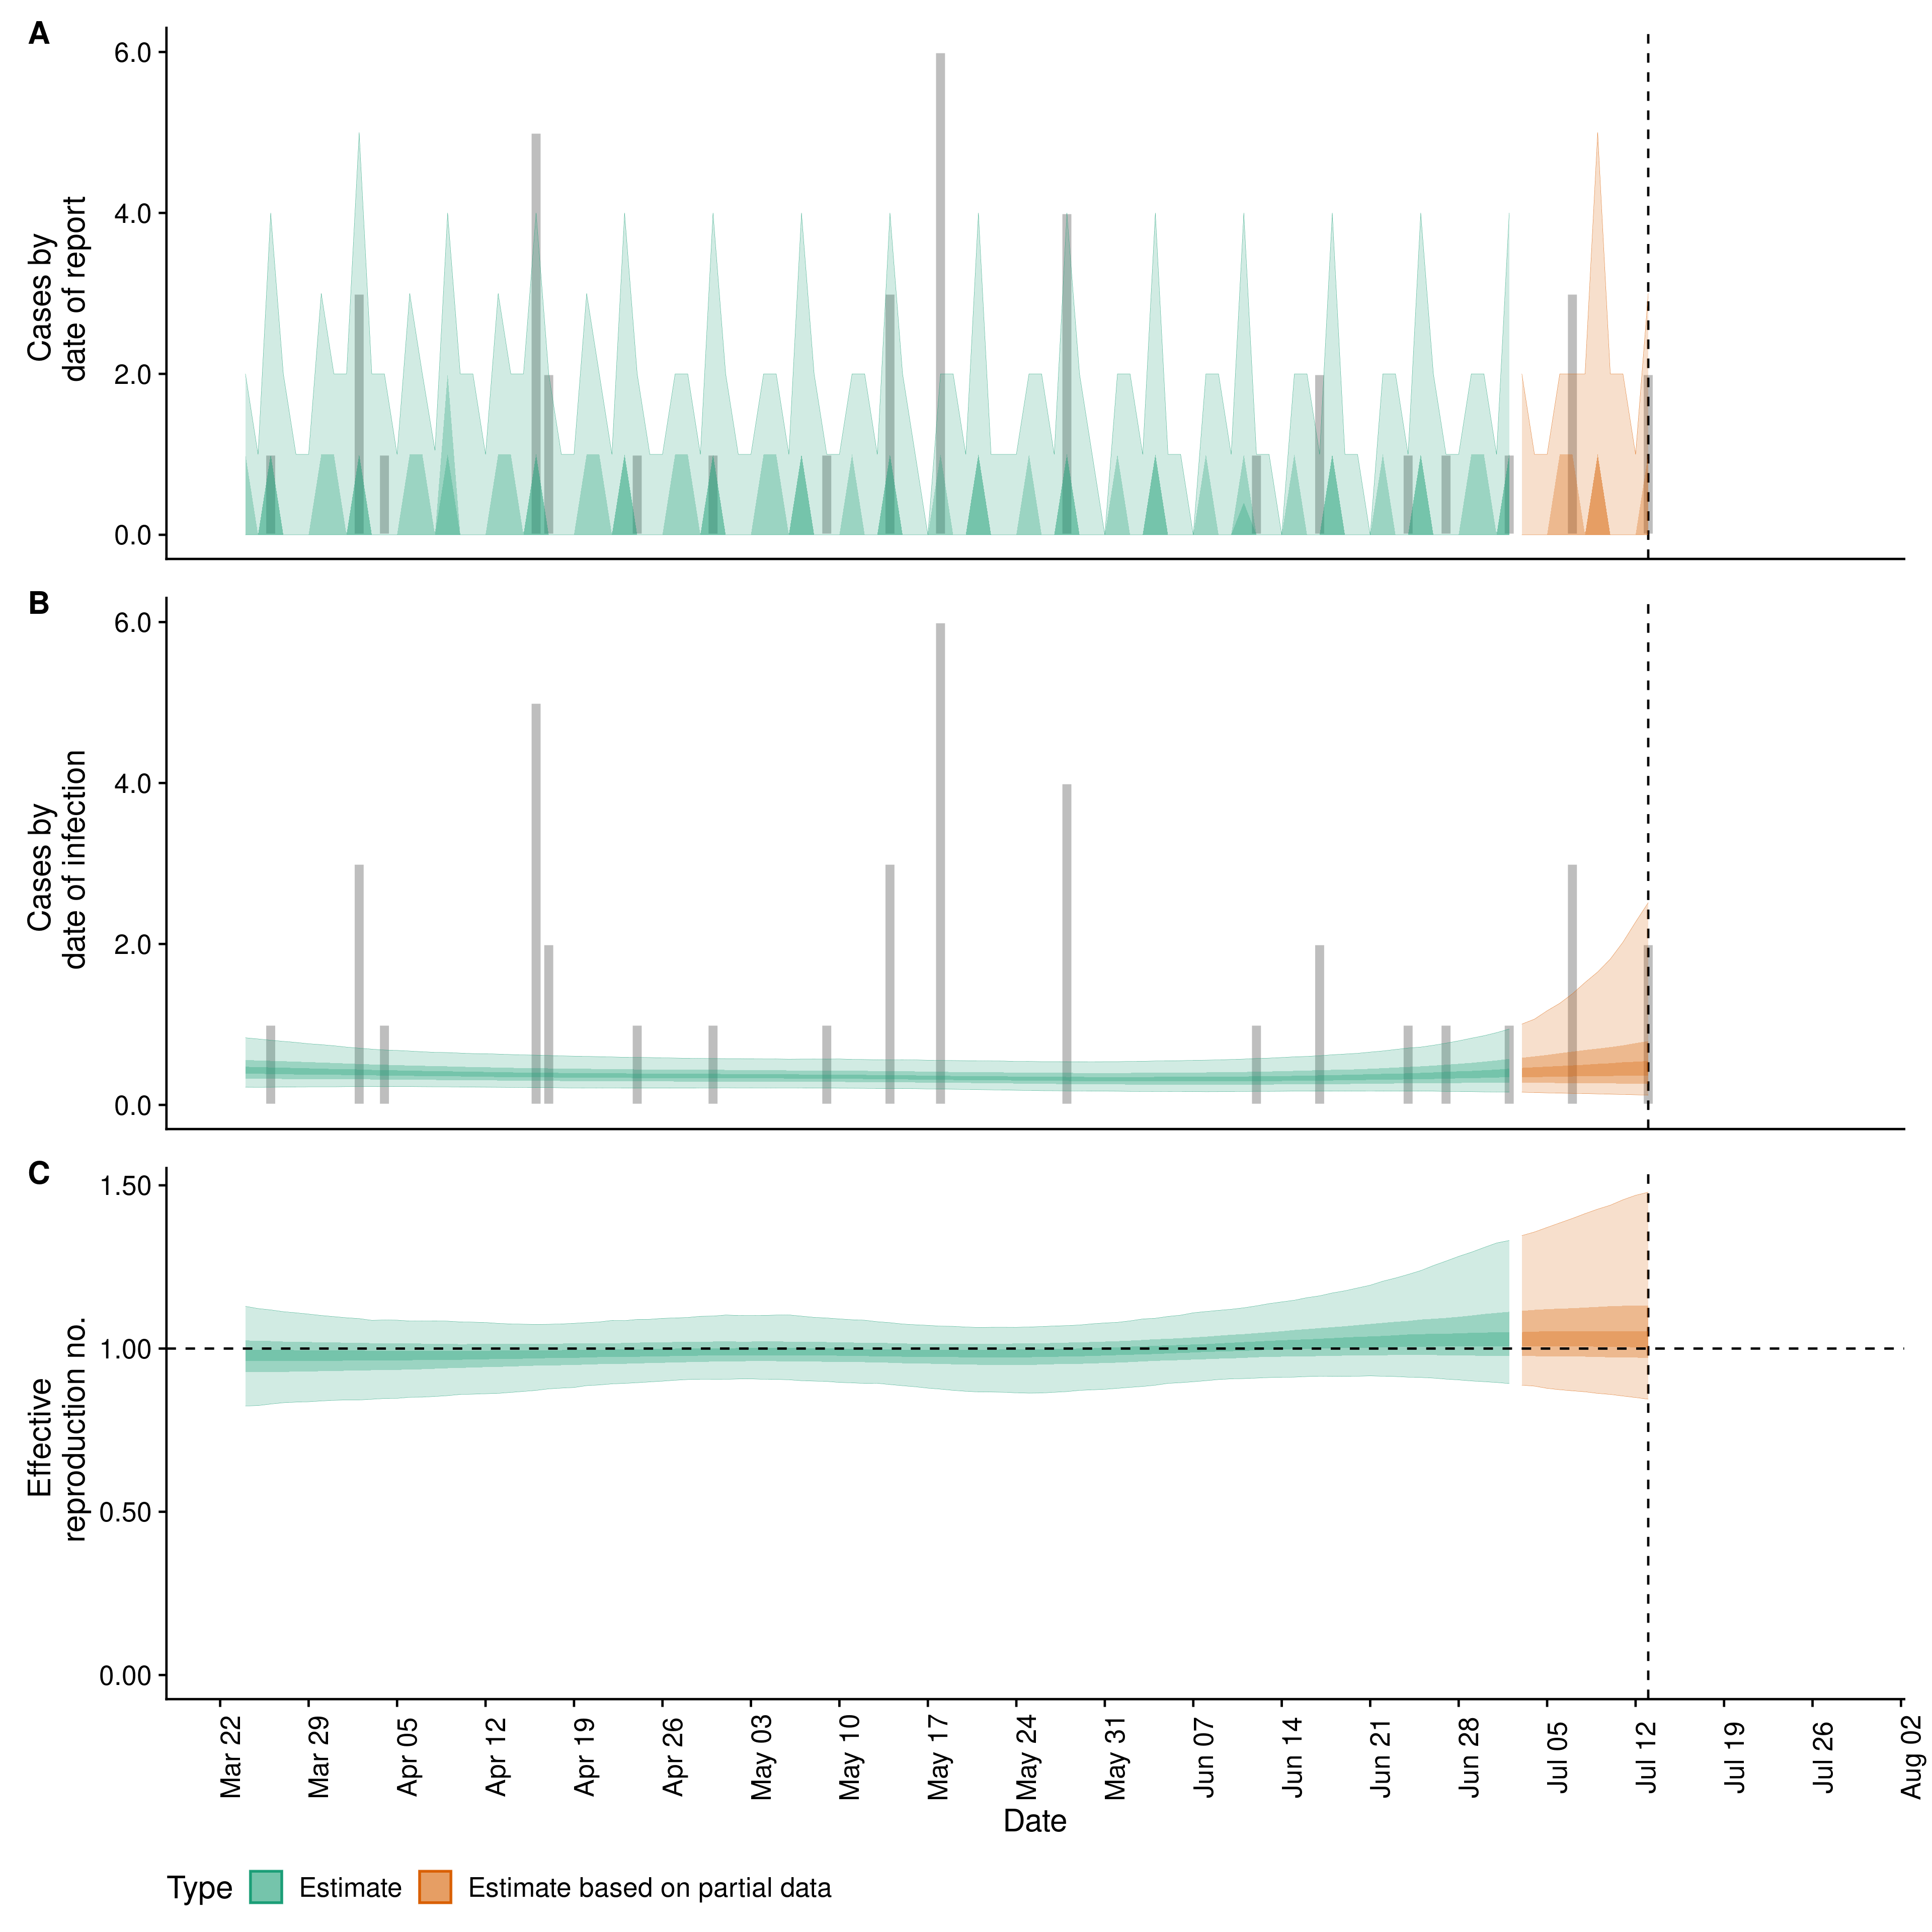 A
6.0
4.0
2.0
0.0
Cases by
date of report
B
6.0
4.0
2.0
0.0
Cases by
date of infection
C
1.50
1.00
0.50
0.00
Effective
reproduction no.
Mar 22
Mar 29
Apr 05
Apr 12
Apr 19
Apr 26
May 03
May 10
May 17
May 24
May 31
Jun 07
Jun 14
Jun 21
Jun 28
Jul 05
Jul 12
Jul 19
Jul 26
Aug 02
Date
Type Estimate Estimate based on partial data